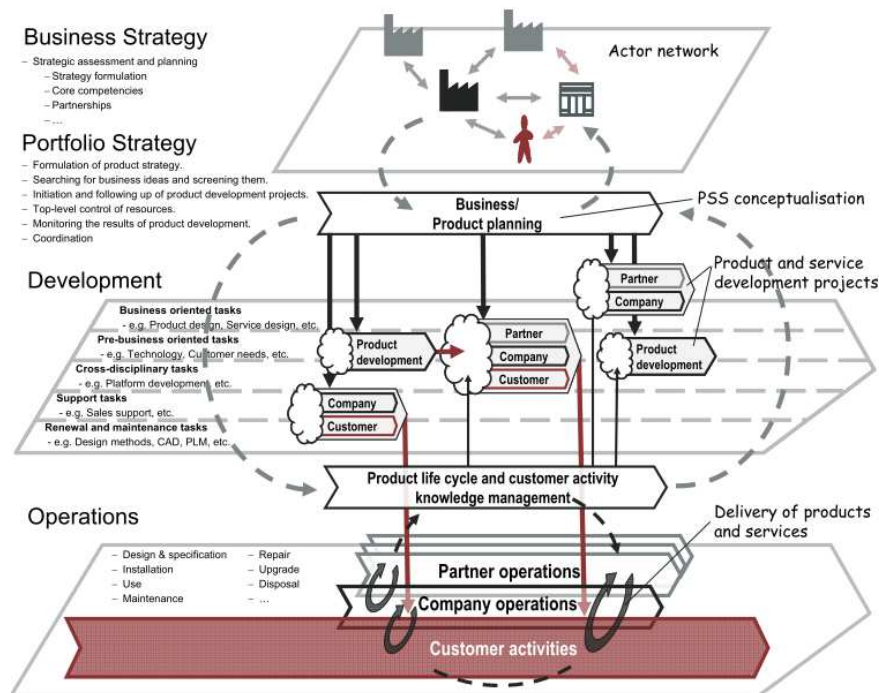 Business Strategy
– Strategic assessment and planning
– Strategy formulation
– Core competencies
– Partnerships
– ...
Actor network
Portfolio Strategy
– Formulation of product strategy.
– Searching for business ideas and screening them.
– Initiation and following up of product development projects.
– Top-level control of resources.
– Monitoring the results of product development.
– Coordination
Business/
Product planning
PSS conceptualisation
Development
Business oriented tasks
- e.g. Product design, Service design, etc.
Pre-business oriented tasks
- e.g. Technology, Customer needs, etc.
Cross-disciplinary tasks
- e.g. Platform development, etc.
Support tasks
- e.g. Sales support, etc.
Renewal and maintenance tasks
- e.g. Design methods, CAD, PLM, etc.
Product
development
Company
Customer
Partner
Company
Customer
Partner
Company
Product
development
Product and service
development projects
Product life cycle and customer activity
knowledge management
Operations
– Design & specification
– Installation
– Use
– Maintenance
– Repair
– Upgrade
– Disposal
– ...
Delivery of products
and services
Partner operations
Company operations
Customer activities